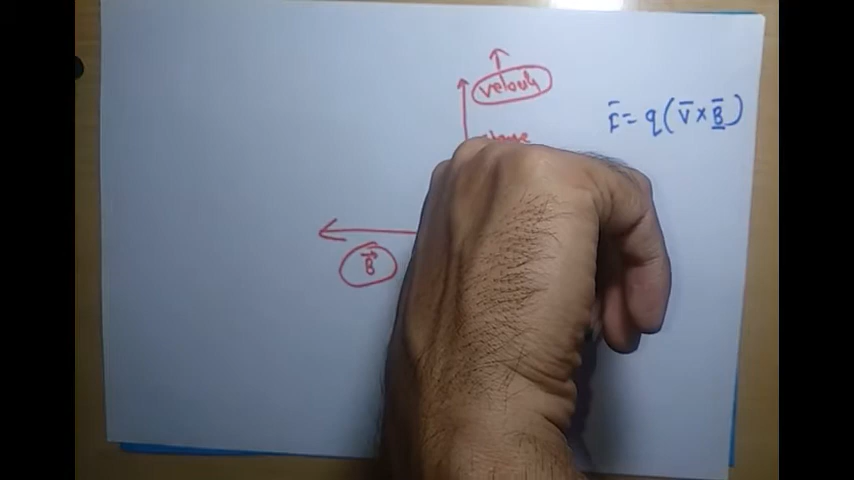 velocity
F̄ = q(V̄ × B̄)
B⃗